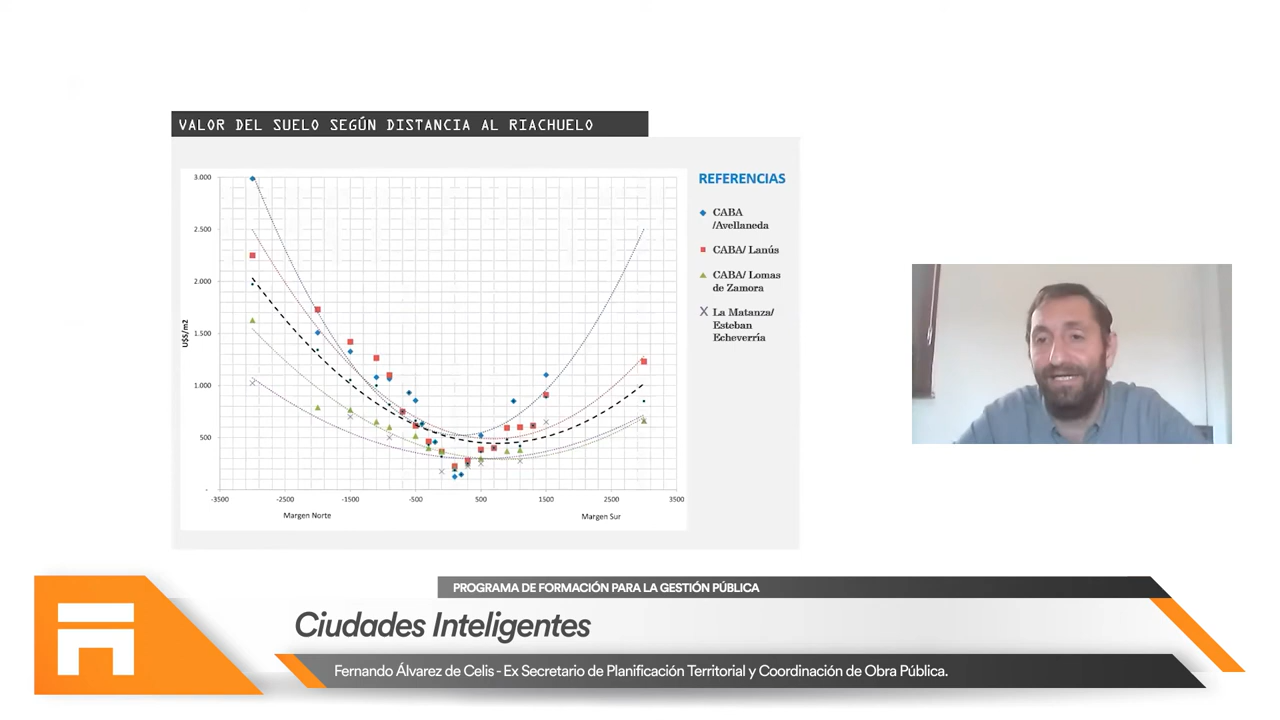 VALOR DEL SUELO SEGÚN DISTANCIA AL RIACHUELO
REFERENCIAS
CABA
/Avellaneda
CABA/ Lanús
CABA/ Lomas
de Zamora
La Matanza/
Esteban
Echeverría
U$S/m2
3.000
2.500
2.000
1.500
1.000
500
-
-3500
-2500
-1500
-500
500
1500
2500
3500
Margen Norte
Margen Sur
PROGRAMA DE FORMACIÓN PARA LA GESTIÓN PÚBLICA
Ciudades Inteligentes
Fernando Álvarez de Celis - Ex Secretario de Planificación Territorial y Coordinación de Obra Pública.